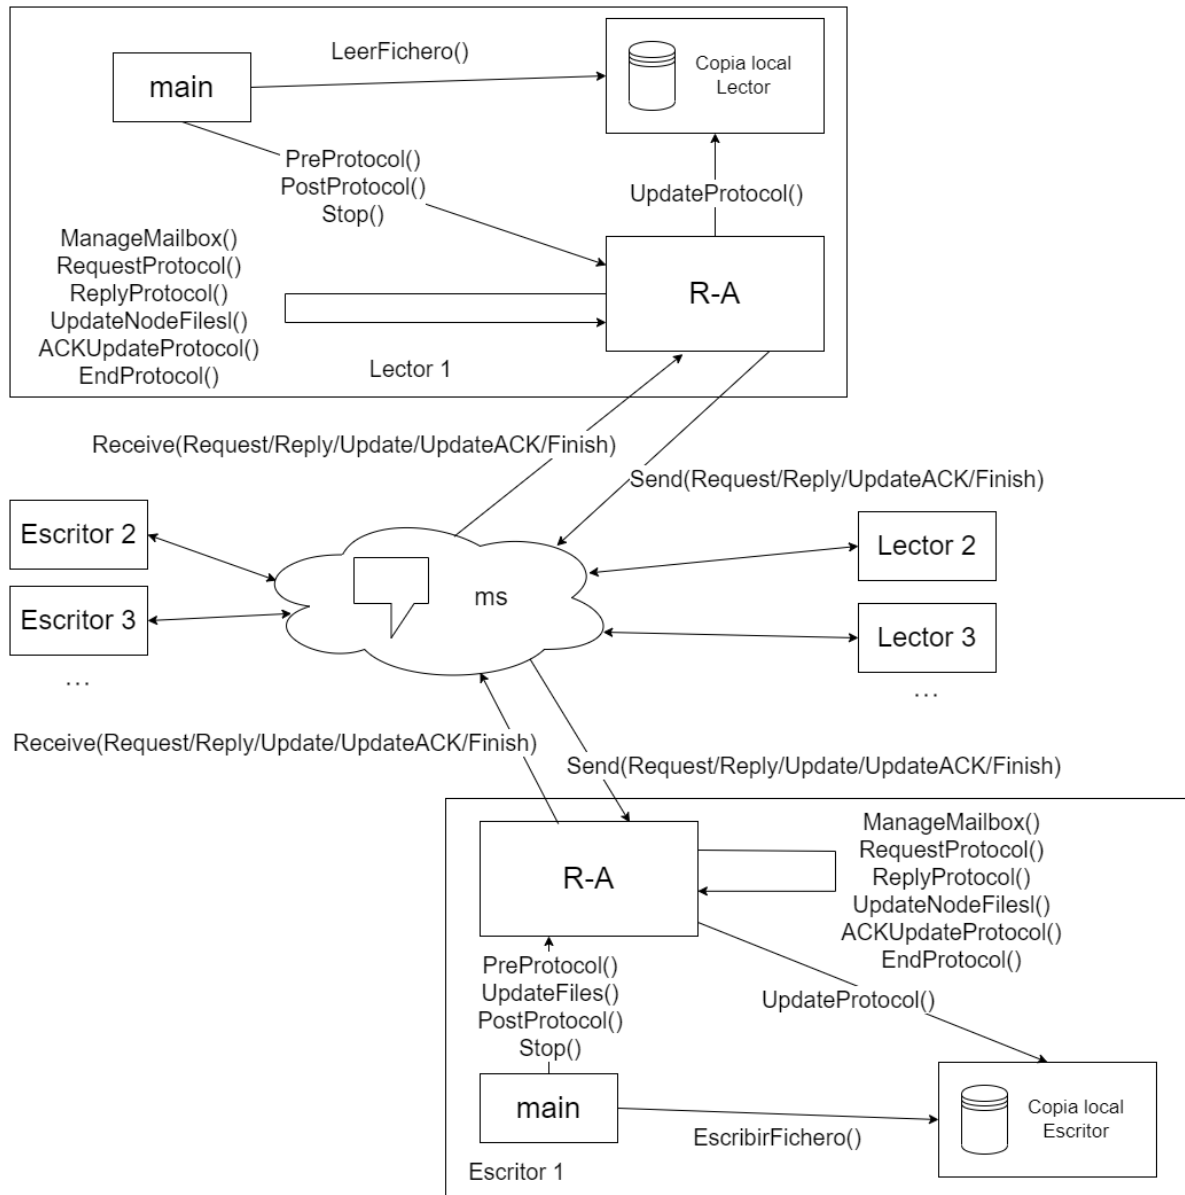 LeerFichero()
main
Copia local
Lector
PreProtocol()
PostProtocol()
Stop()
UpdateProtocol()
ManageMailbox()
RequestProtocol()
ReplyProtocol()
UpdateNodeFilesl()
ACKUpdateProtocol()
EndProtocol()
R-A
Lector 1
Receive(Request/Reply/Update/UpdateACK/Finish)
Send(Request/Reply/UpdateACK/Finish)
Escritor 2
Escritor 3
...
ms
Lector 2
Lector 3
...
Receive(Request/Reply/Update/UpdateACK/Finish)
Send(Request/Reply/Update/UpdateACK/Finish)
R-A
ManageMailbox()
RequestProtocol()
ReplyProtocol()
UpdateNodeFilesl()
ACKUpdateProtocol()
EndProtocol()
PreProtocol()
UpdateFiles()
PostProtocol()
Stop()
UpdateProtocol()
main
EscribirFichero()
Copia local
Escritor
Escritor 1